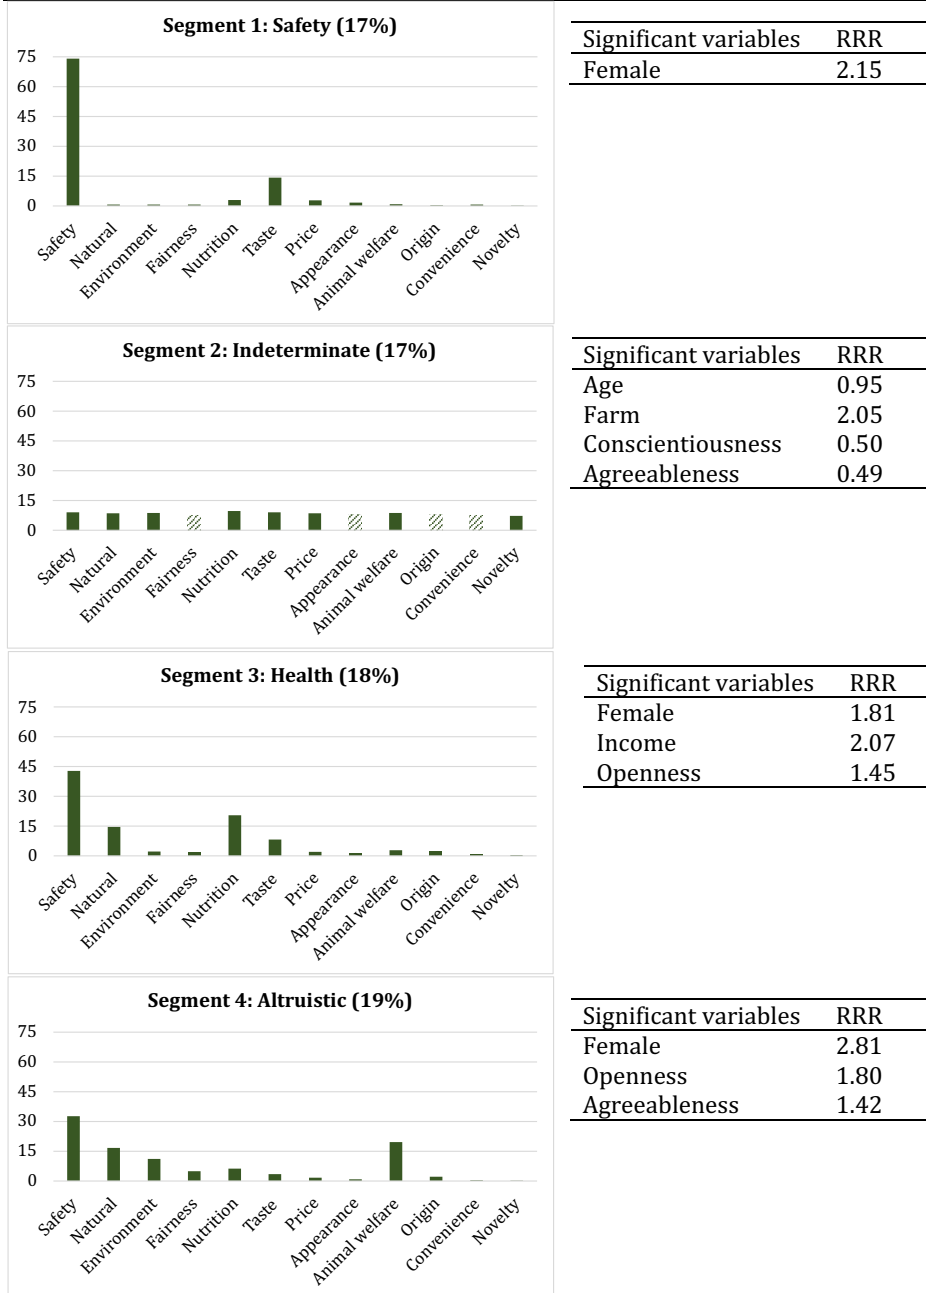 Segment 1: Safety (17%)
75
60
45
30
15
0
Safety
Natural
Environment
Fairness
Nutrition
Taste
Price
Appearance
Animal welfare
Origin
Convenience
Novelty
Significant variables RRR
Female 2.15
Segment 2: Indeterminate (17%)
75
60
45
30
15
0
Safety
Natural
Environment
Fairness
Nutrition
Taste
Price
Appearance
Animal welfare
Origin
Convenience
Novelty
Significant variables RRR
Age 0.95
Farm 2.05
Conscientiousness 0.50
Agreeableness 0.49
Segment 3: Health (18%)
75
60
45
30
15
0
Safety
Natural
Environment
Fairness
Nutrition
Taste
Price
Appearance
Animal welfare
Origin
Convenience
Novelty
Significant variables RRR
Female 1.81
Income 2.07
Openness 1.45
Segment 4: Altruistic (19%)
75
60
45
30
15
0
Safety
Natural
Environment
Fairness
Nutrition
Taste
Price
Appearance
Animal welfare
Origin
Convenience
Novelty
Significant variables RRR
Female 2.81
Openness 1.80
Agreeableness 1.42